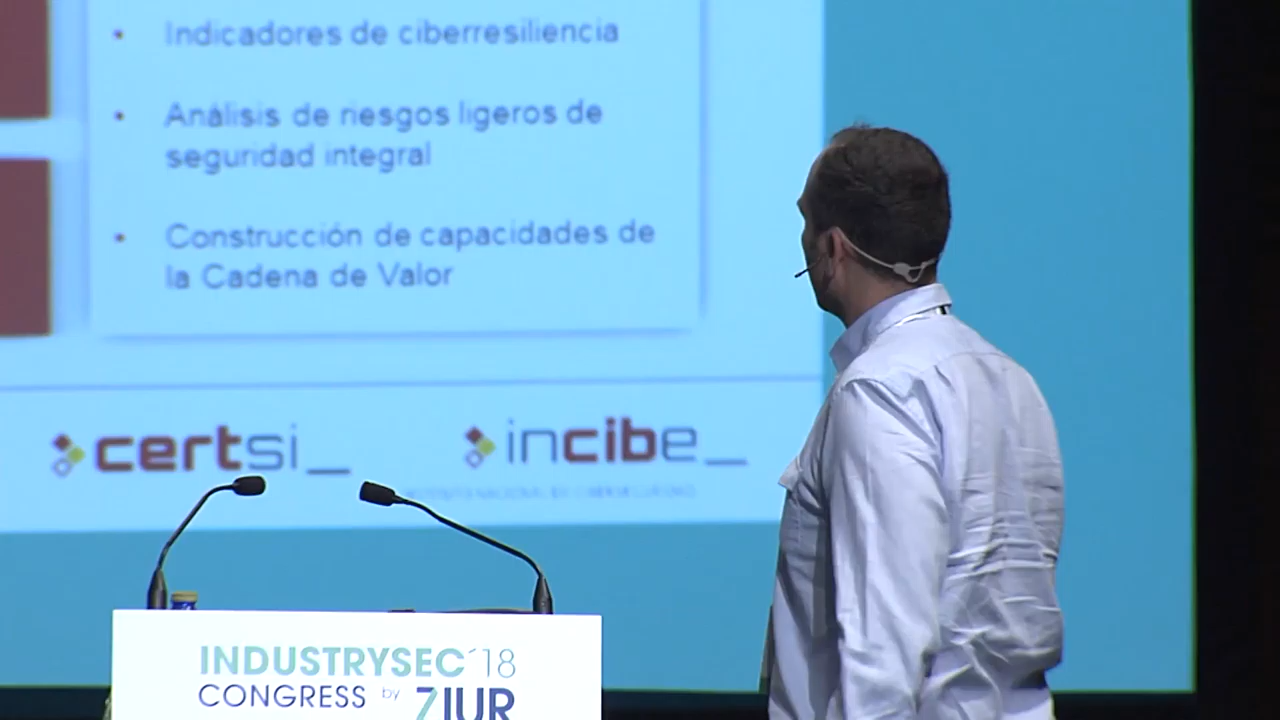 Indicadores de ciberresiliencia
Análisis de riesgos ligeros de
seguridad integral
Construcción de capacidades de
la Cadena de Valor
certsi_
incibe_
INDUSTRYSEC´18
CONGRESS by ZIUR